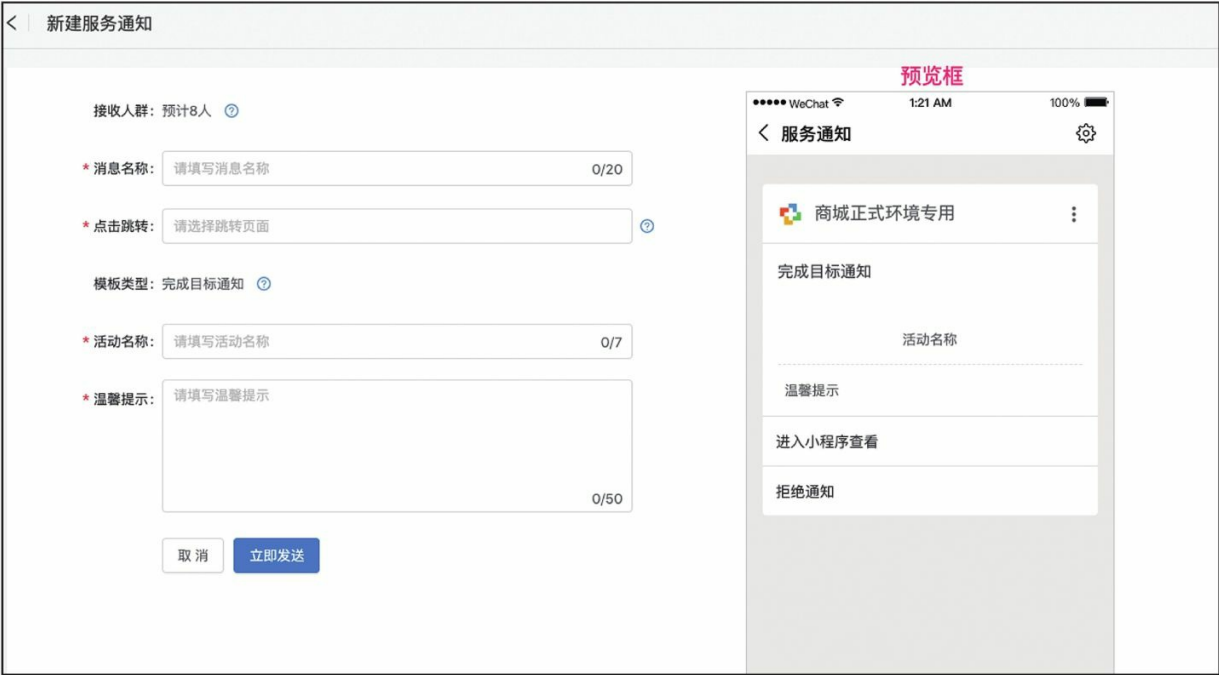 新建服务通知
接收人群：预计8人
* 消息名称：请填写消息名称 0/20
* 点击跳转：请选择跳转页面
模板类型：完成目标通知
* 活动名称：请填写活动名称 0/7
* 温馨提示：请填写温馨提示
0/50
取 消 立即发送
预览框
WeChat 1:21 AM 100%
服务通知
商城正式环境专用
完成目标通知
活动名称
温馨提示
进入小程序查看
拒绝通知